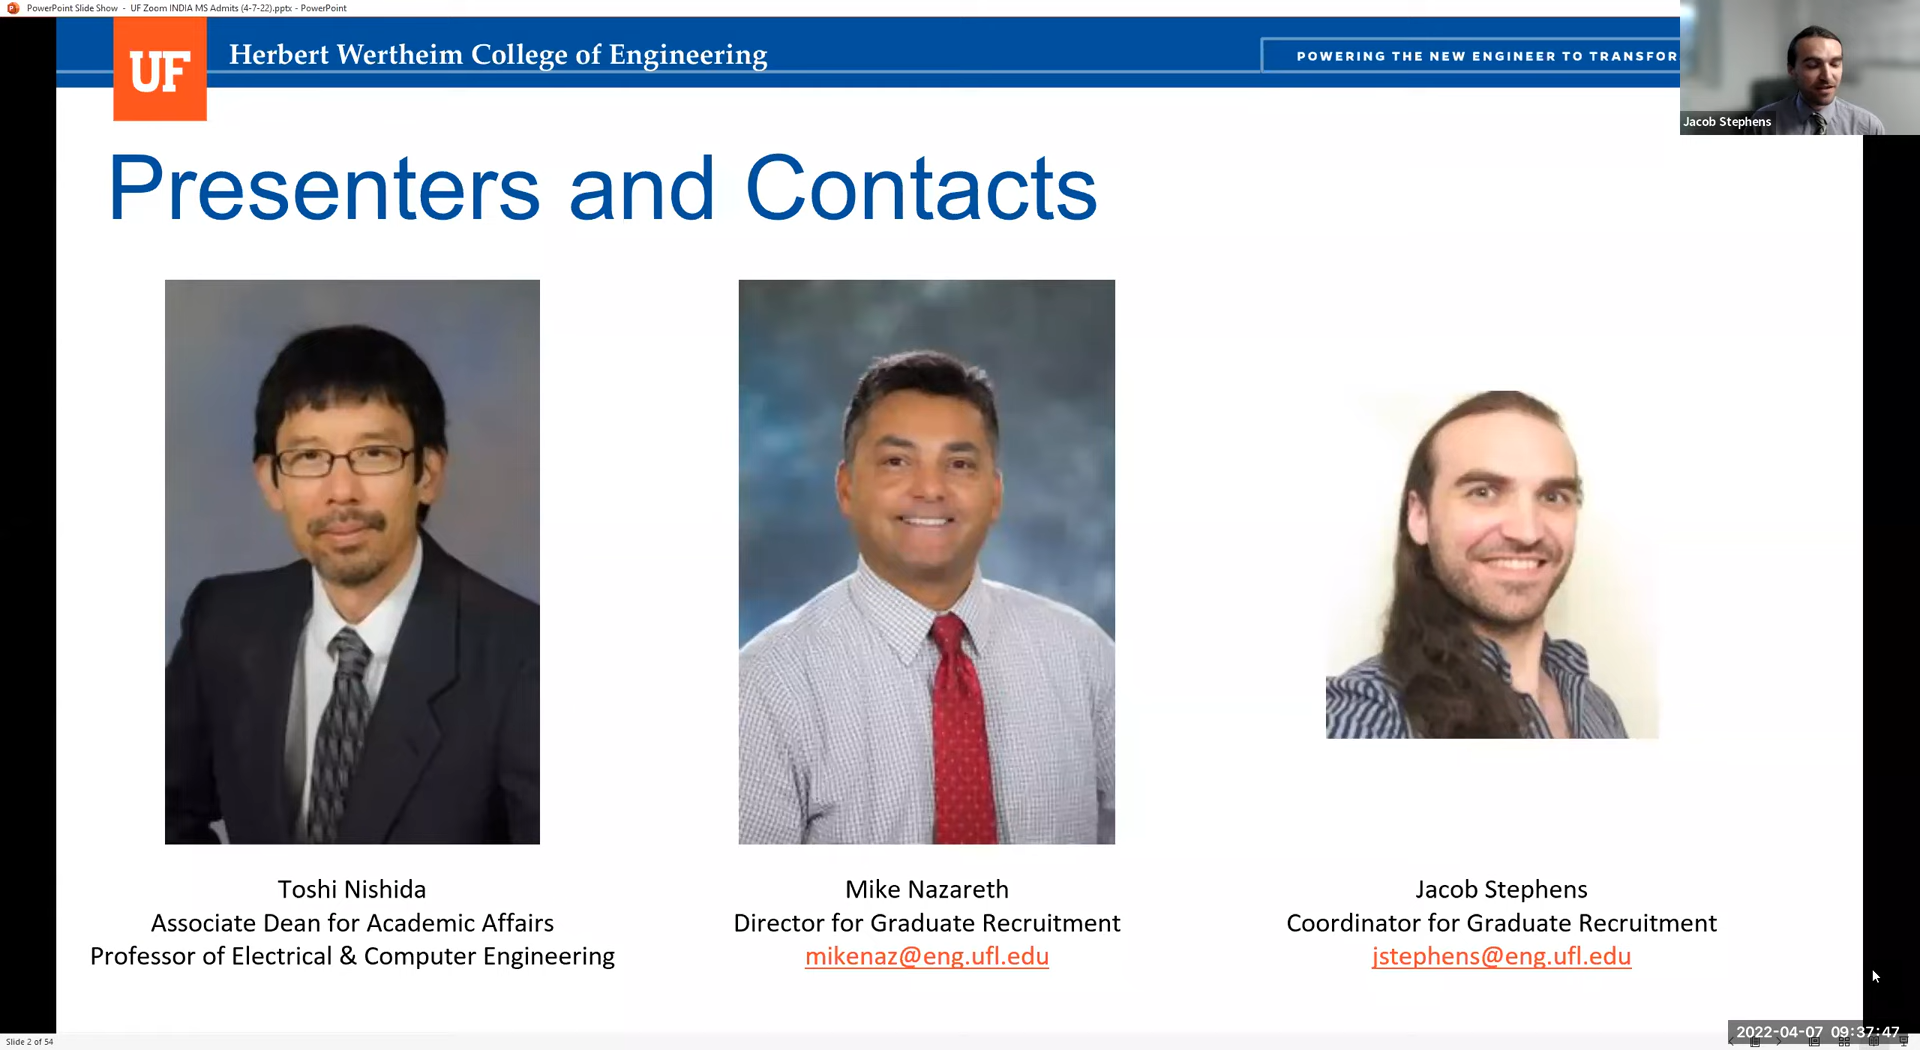 PowerPoint Slide Show - UF Zoom INDIA MS Admits (4-7-22).pptx - PowerPoint
UF
Herbert Wertheim College of Engineering
POWERING THE NEW ENGINEER TO TRANSFOR
Jacob Stephens
Presenters and Contacts
Toshi Nishida
Associate Dean for Academic Affairs
Professor of Electrical & Computer Engineering
Mike Nazareth
Director for Graduate Recruitment
mikenaz@eng.ufl.edu
Jacob Stephens
Coordinator for Graduate Recruitment
jstephens@eng.ufl.edu
Slide 2 of 54
2022-04-07 09:37:47